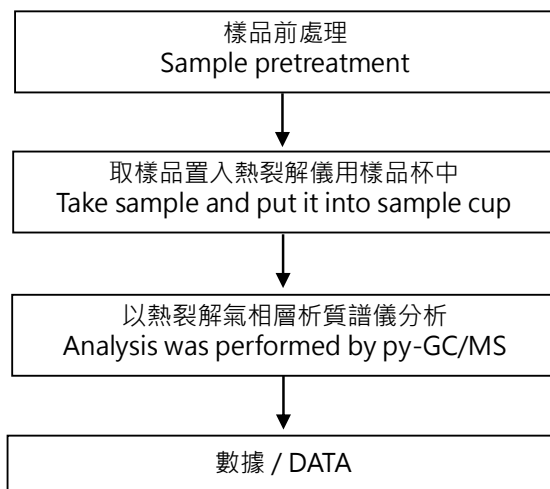 樣品前處理
Sample pretreatment
取樣品置入熱裂解儀用樣品杯中
Take sample and put it into sample cup
以熱裂解氣相層析質譜儀分析
Analysis was performed by py-GC/MS
數據 / DATA